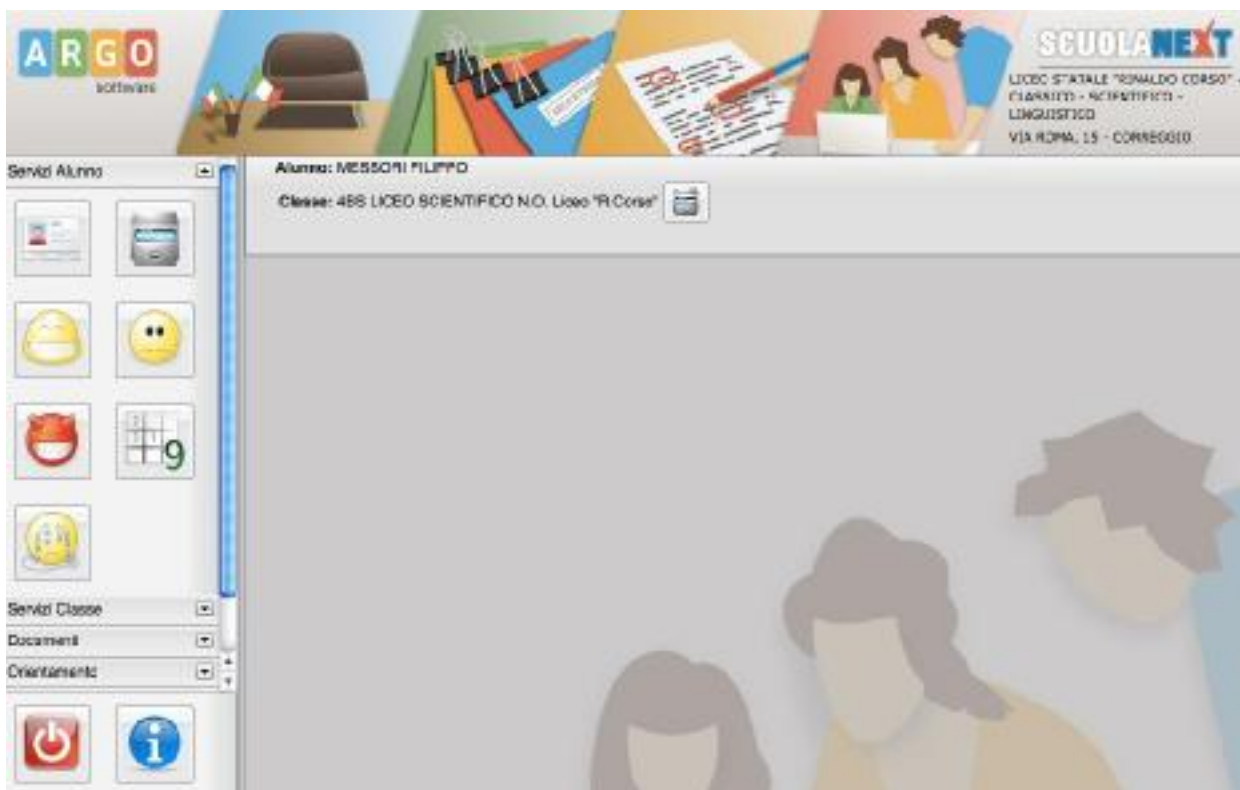 ARGO
software
SCUOLANEXT
LICEO STATALE "RINALDO CORSO" -
CLASSICO - SCIENTIFICO -
LINGUISTICO
VIA ROMA, 15 - CORREGGIO
Servizi Alunno
Alunno: MESSORI FILIPPO
Classe: 4BS LICEO SCIENTIFICO N.O. Liceo "R.Corso"
9
Servizi Classe
Documenti
Orientamento